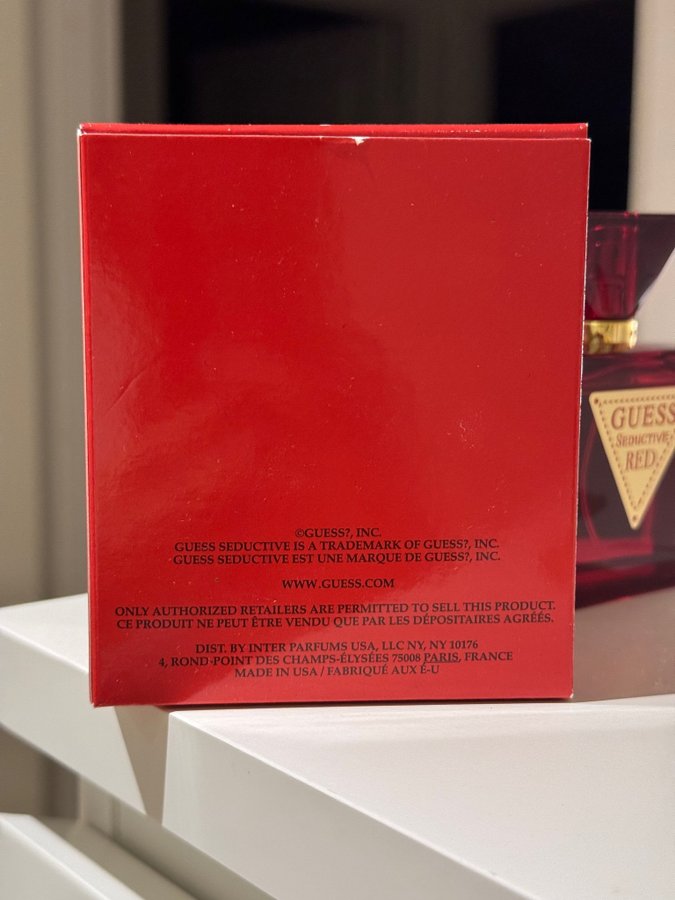 ©GUESS?, INC.
GUESS SEDUCTIVE IS A TRADEMARK OF GUESS?, INC.
GUESS SEDUCTIVE EST UNE MARQUE DE GUESS?, INC.
WWW.GUESS.COM
ONLY AUTHORIZED RETAILERS ARE PERMITTED TO SELL THIS PRODUCT.
CE PRODUIT NE PEUT ÊTRE VENDU QUE PAR LES DÉPOSITAIRES AGRÉÉS.
DIST. BY INTER PARFUMS USA, LLC NY, NY 10176
4, ROND-POINT DES CHAMPS-ÉLYSÉES 75008 PARIS, FRANCE
MADE IN USA / FABRIQUÉ AUX É-U
GUESS
SEDUCTIVE
RED